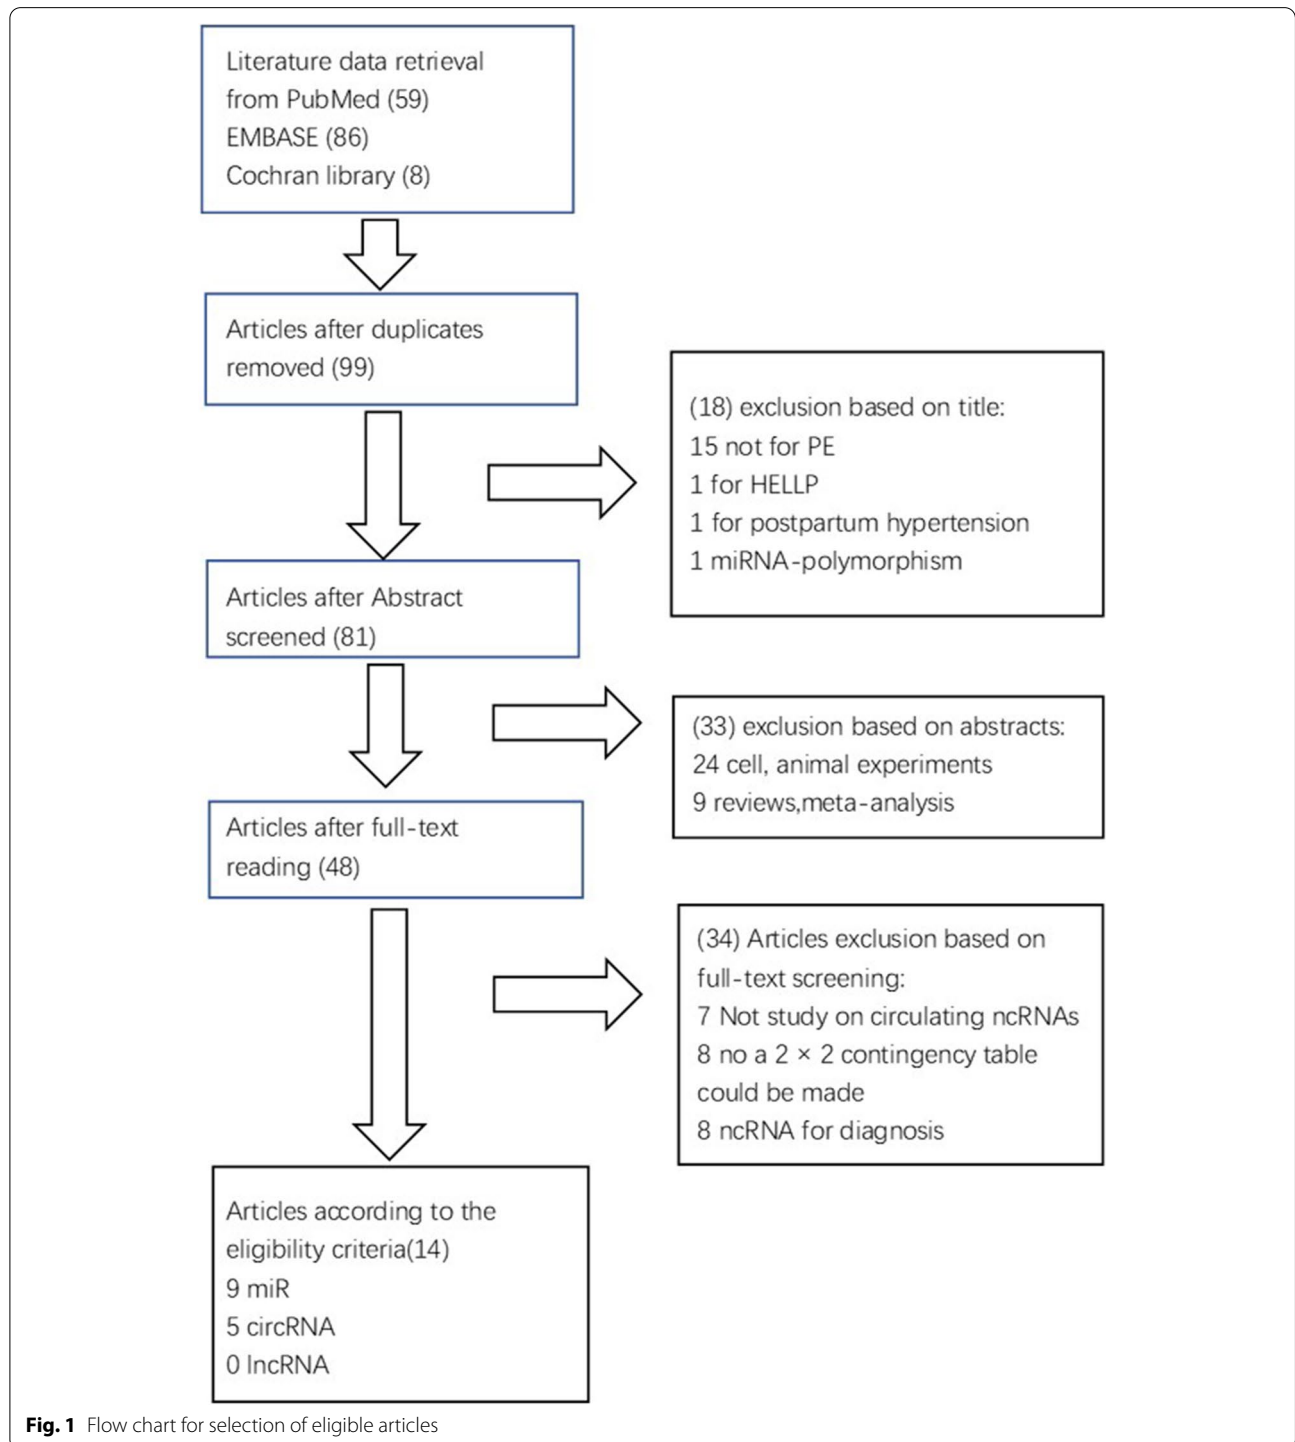 Literature data retrieval
from PubMed (59)
EMBASE (86)
Cochran library (8)
Articles after duplicates
removed (99)
(18) exclusion based on title:
15 not for PE
1 for HELLP
1 for postpartum hypertension
1 miRNA-polymorphism
Articles after Abstract
screened (81)
(33) exclusion based on abstracts:
24 cell, animal experiments
9 reviews,meta-analysis
Articles after full-text
reading (48)
(34) Articles exclusion based on
full-text screening:
7 Not study on circulating ncRNAs
8 no a 2 × 2 contingency table
could be made
8 ncRNA for diagnosis
Articles according to the
eligibility criteria(14)
9 miR
5 circRNA
0 lncRNA
Fig. 1 Flow chart for selection of eligible articles